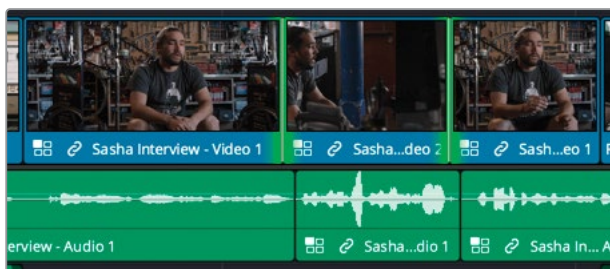 Sasha Interview - Video 1
Sasha...deo 2
Sash...eo 1
erview - Audio 1
Sasha...dio 1
Sasha In...